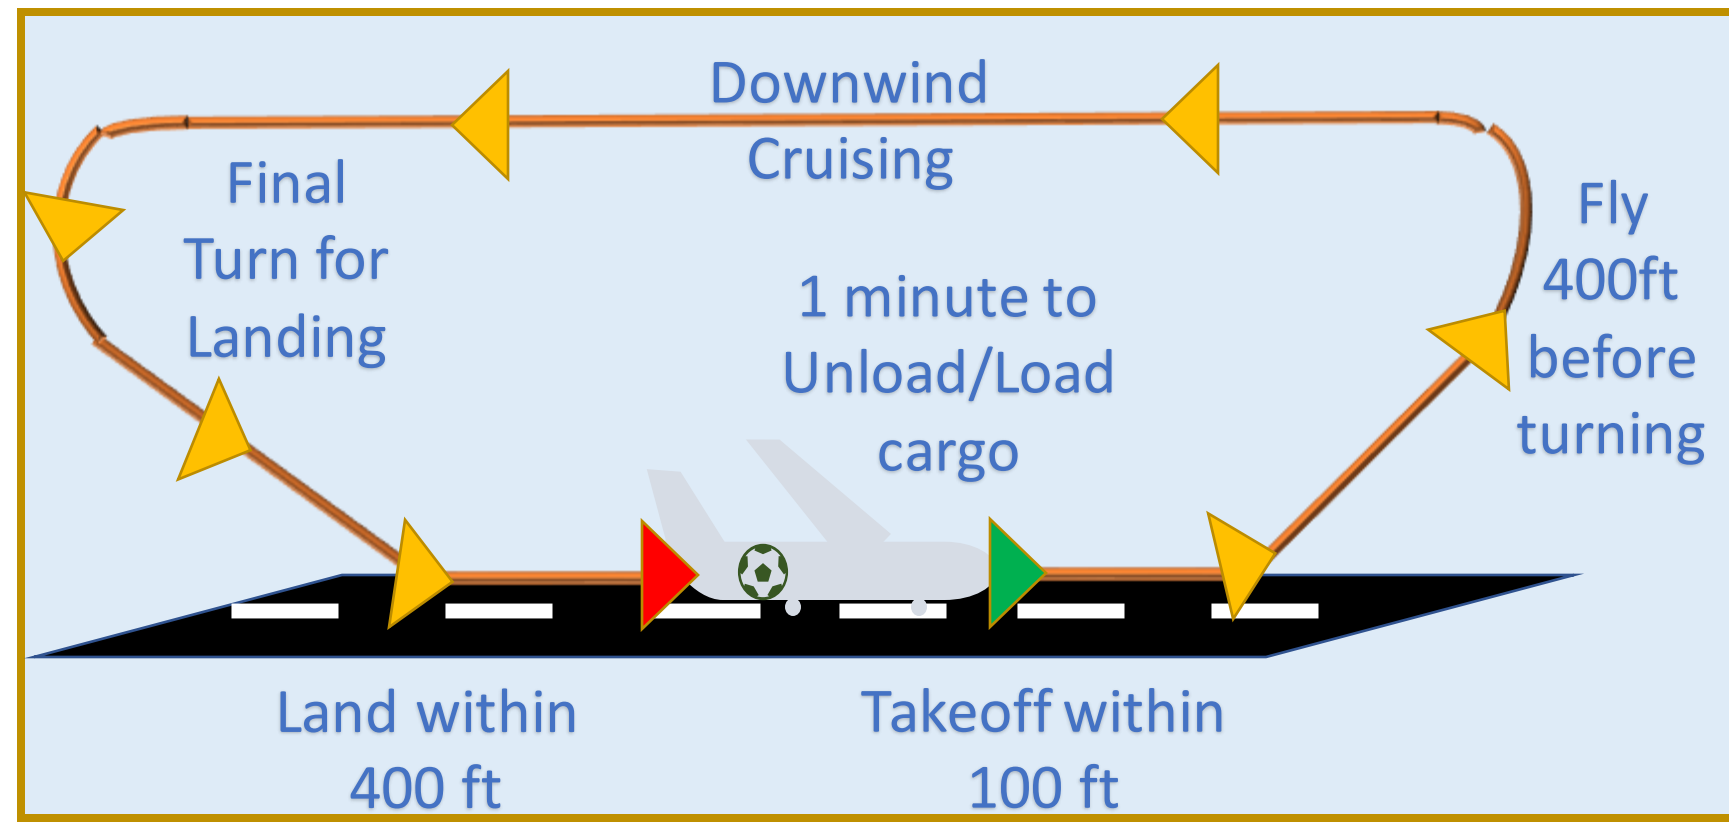 Downwind
Cruising
Final
Turn for
Landing
Fly
400ft
before
turning
1 minute to
Unload/Load
cargo
Land within
400 ft
Takeoff within
100 ft